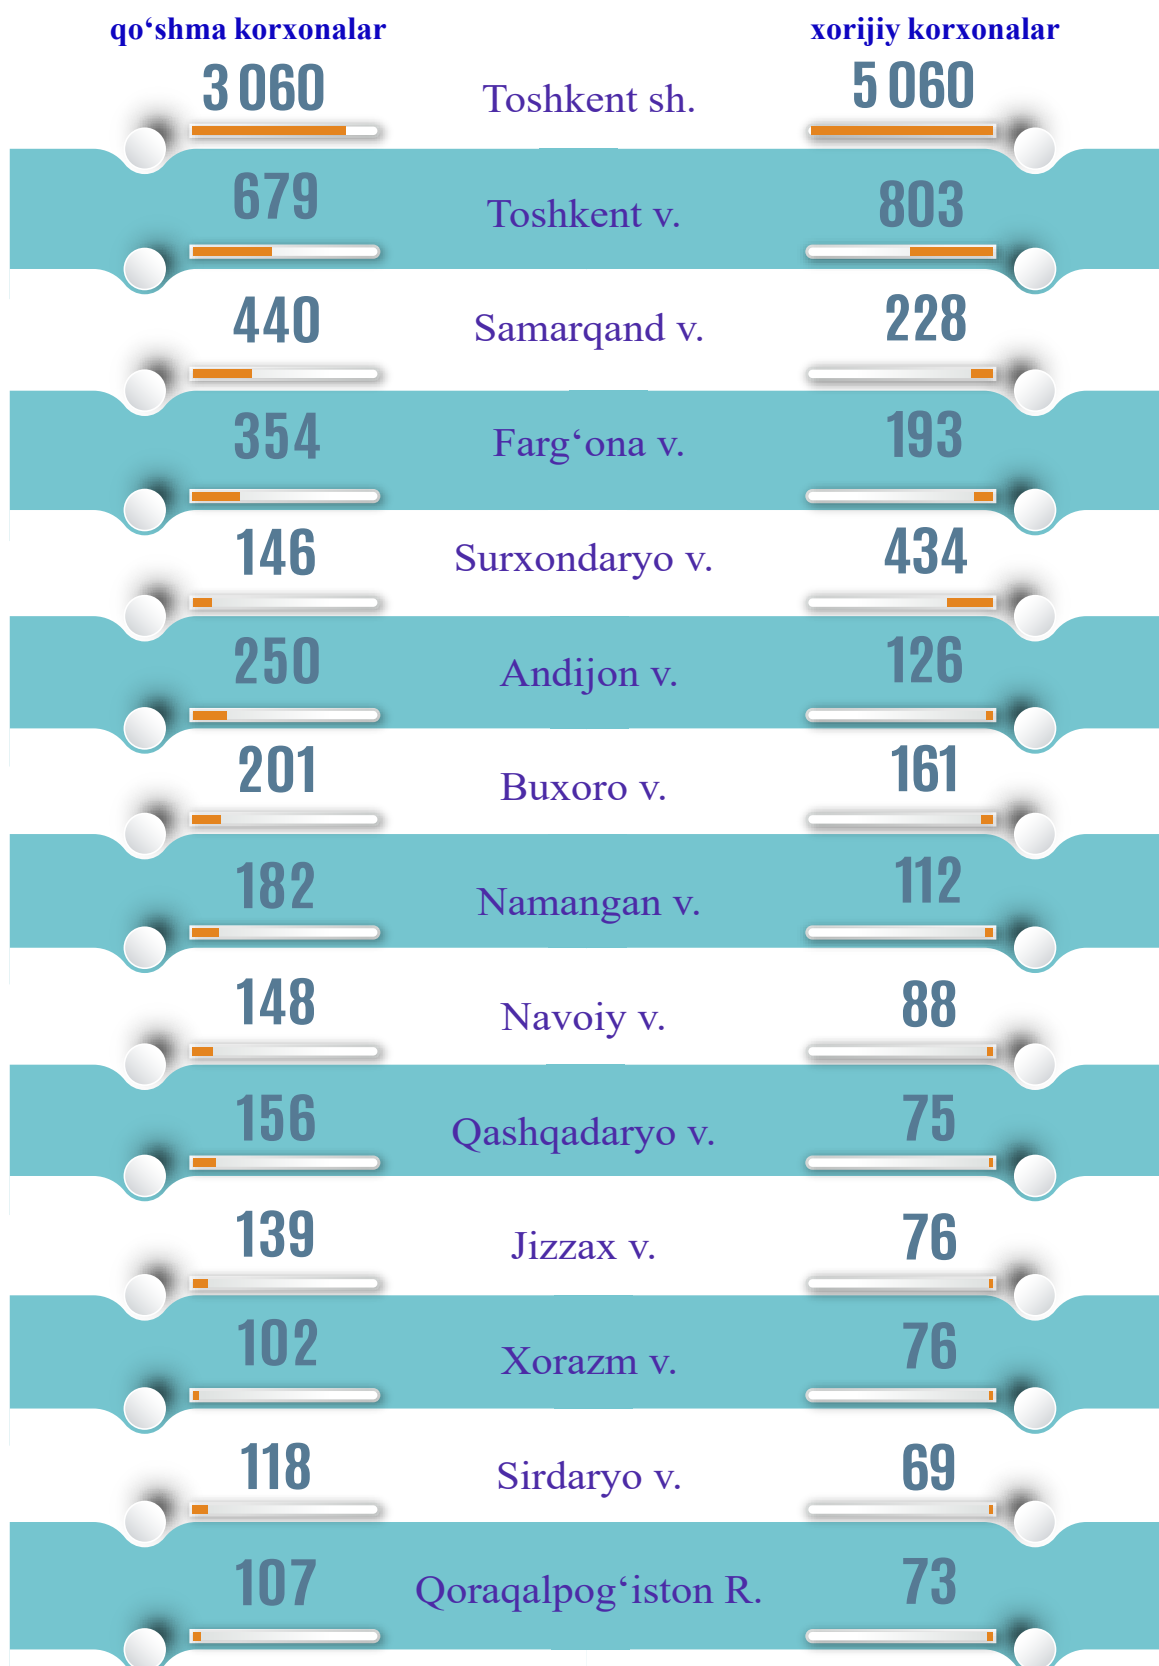 qo‘shma korxonalar xorijiy korxonalar
3 060 Toshkent sh. 5 060
679 Toshkent v. 803
440 Samarqand v. 228
354 Farg‘ona v. 193
146 Surxondaryo v. 434
250 Andijon v. 126
201 Buxoro v. 161
182 Namangan v. 112
148 Navoiy v. 88
156 Qashqadaryo v. 75
139 Jizzax v. 76
102 Xorazm v. 76
118 Sirdaryo v. 69
107 Qoraqalpog‘iston R. 73